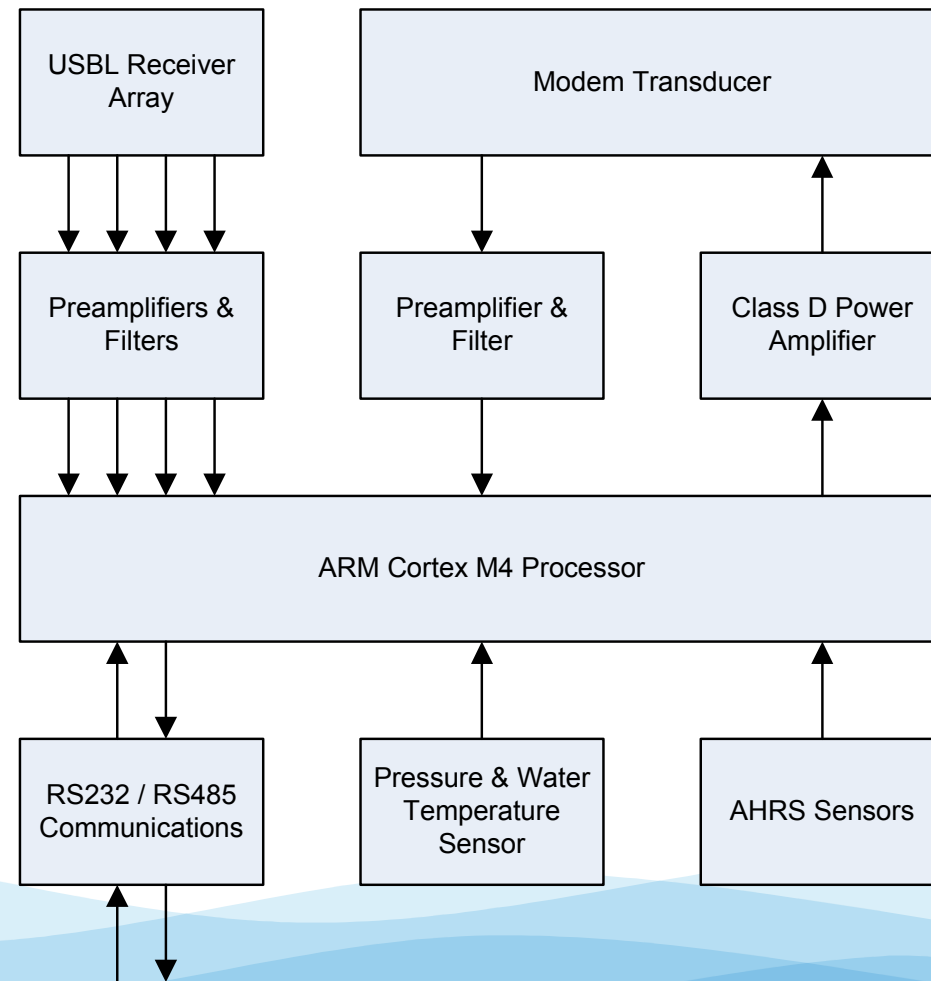 USBL Receiver
Array
Modem Transducer
Preamplifiers &
Filters
Preamplifier &
Filter
Class D Power
Amplifier
ARM Cortex M4 Processor
RS232 / RS485
Communications
Pressure & Water
Temperature
Sensor
AHRS Sensors